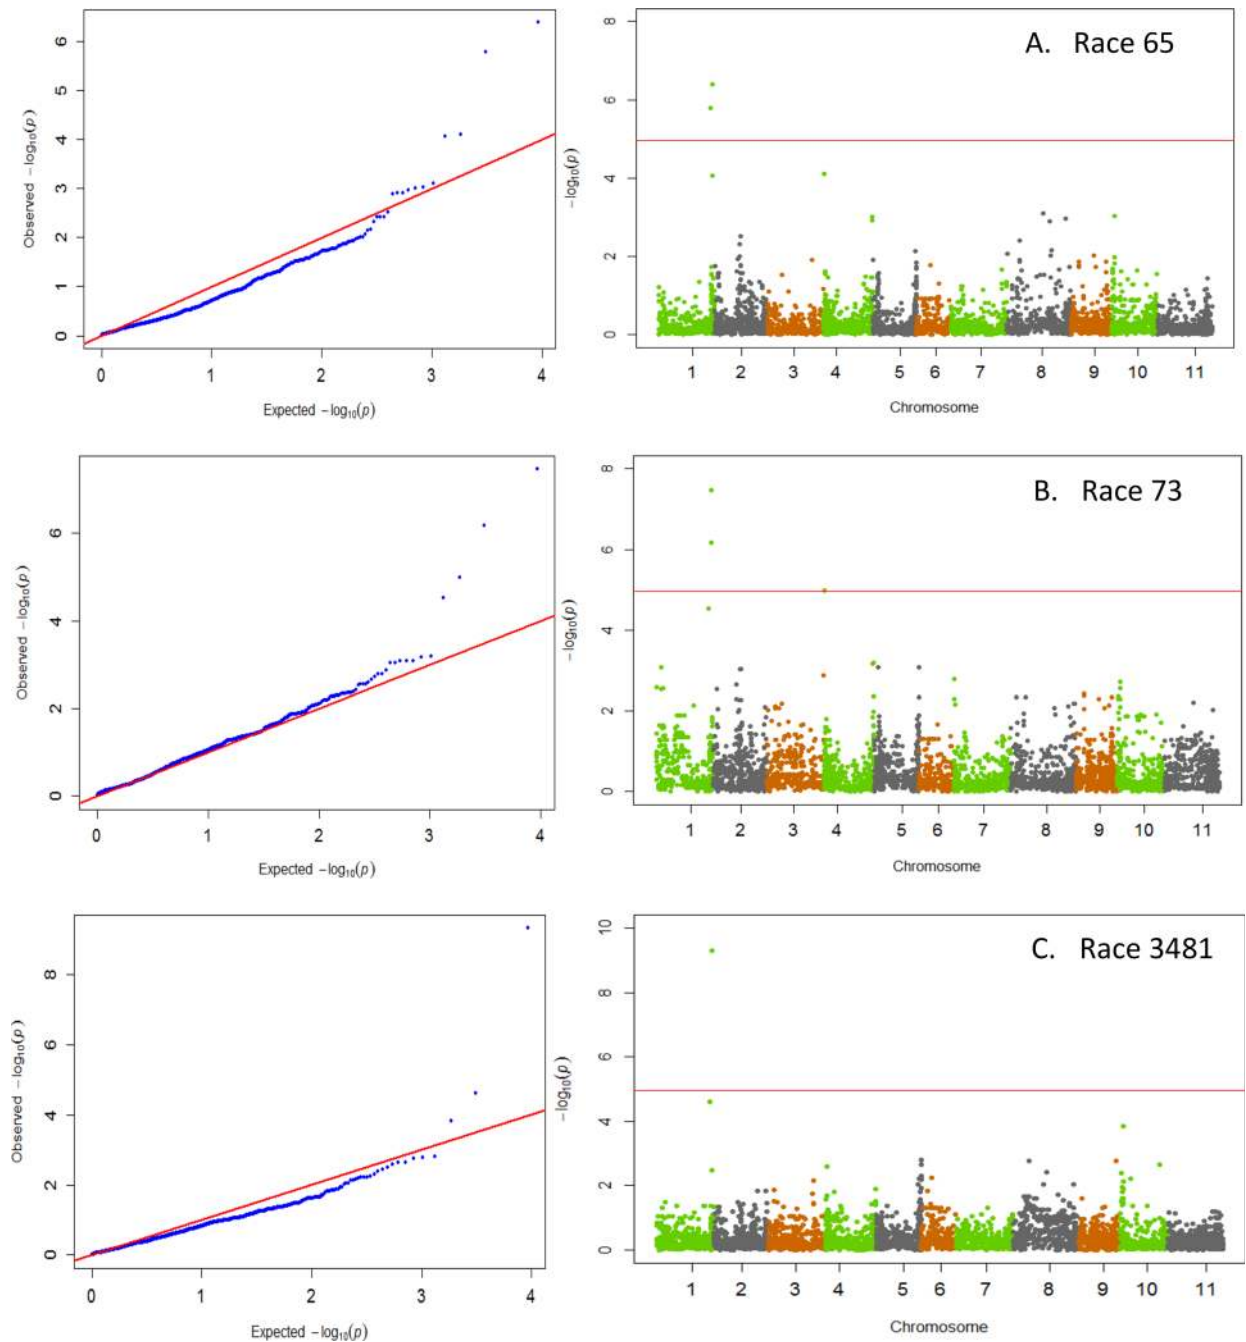 A. Race 65
Observed −log₁₀(p)
6
5
4
3
2
1
0
0 1 2 3 4
Expected −log₁₀(p)
−log₁₀(p)
8
6
4
2
0
1 2 3 4 5 6 7 8 9 10 11
Chromosome
B. Race 73
Observed −log₁₀(p)
6
4
2
0
0 1 2 3 4
Expected −log₁₀(p)
−log₁₀(p)
8
6
4
2
0
1 2 3 4 5 6 7 8 9 10 11
Chromosome
C. Race 3481
Observed −log₁₀(p)
8
6
4
2
0
0 1 2 3 4
Expected −log₁₀(p)
−log₁₀(p)
10
8
6
4
2
0
1 2 3 4 5 6 7 8 9 10 11
Chromosome